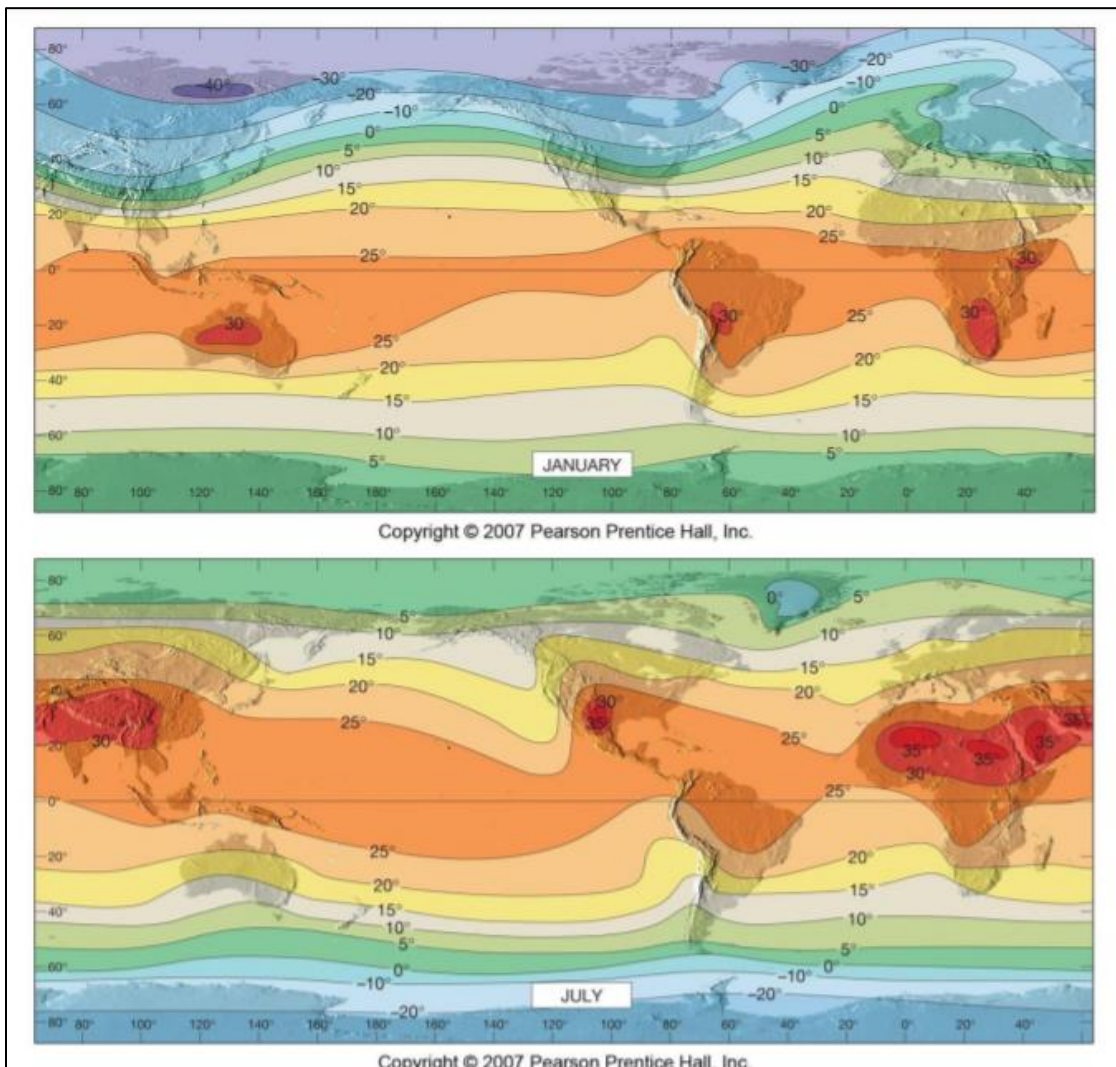 80°
−20°
−30°
−30°
−10°
−40°
−20°
60°
−10° 0°
0° 5°
5°
40° 10°
10° 15°
15°
20° 20° 20°
25°
25° 30°
0°
30° 30° 25°
20° 30
25°
20° 20°
40°
15° 15°
60° 10° 10°
5° JANUARY 5°
80° 80° 100° 120° 140° 160° 180° 160° 140° 120° 100° 80° 60° 40° 20° 0° 20° 40°
Copyright © 2007 Pearson Prentice Hall, Inc.
80° 0° 5°
5°
60° 10° 10°
15° 15°
20° 20°
40° 30°
25° 35° 35°
20° 30° 25° 35° 35° 35°
30°
0° 25°
20° 25° 20°
20° 15°
40° 15° 10°
10°
5° 5°
60° 0° −10° 0°
−10° −20°
−20° JULY
80° 80° 100° 120° 140° 160° 180° 160° 140° 120° 100° 80° 60° 40° 20° 0° 20° 40°
Copyright © 2007 Pearson Prentice Hall, Inc.